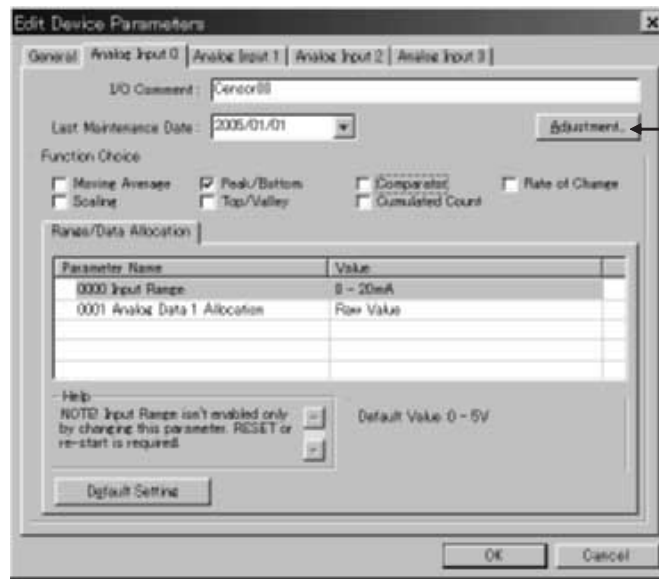 Edit Device Parameters
General Analog Input 0 Analog Input 1 Analog Input 2 Analog Input 3
I/O Comment :
Last Maintenance Date : 2005/01/01 Adjustment..
Function Choice
Moving Average Peak/Bottom Comparator Rate of Change
Scaling Top/Valley Cumulated Count
Range/Data Allocation
Parameter Name Value
0000 Input Range 0 - 20mA
0001 Analog Data 1 Allocation Raw Value
Help
NOTE! Input Range isn't enabled only
by changing this parameter. RESET or
re-start is required.
Default Value: 0 - 5V
Default Setting
OK Cancel